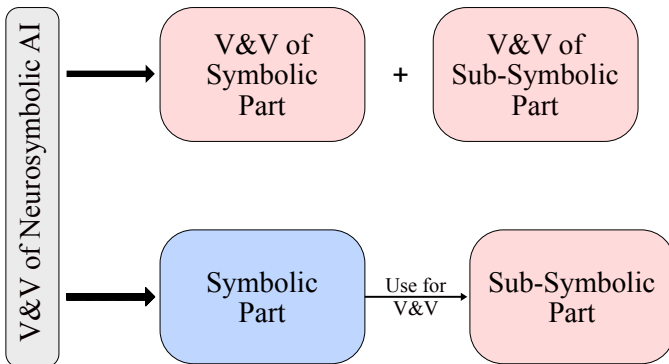 V&V of Neurosymbolic AI
V&V of
Symbolic
Part
+
V&V of
Sub-Symbolic
Part
Symbolic
Part
Use for
V&V
Sub-Symbolic
Part